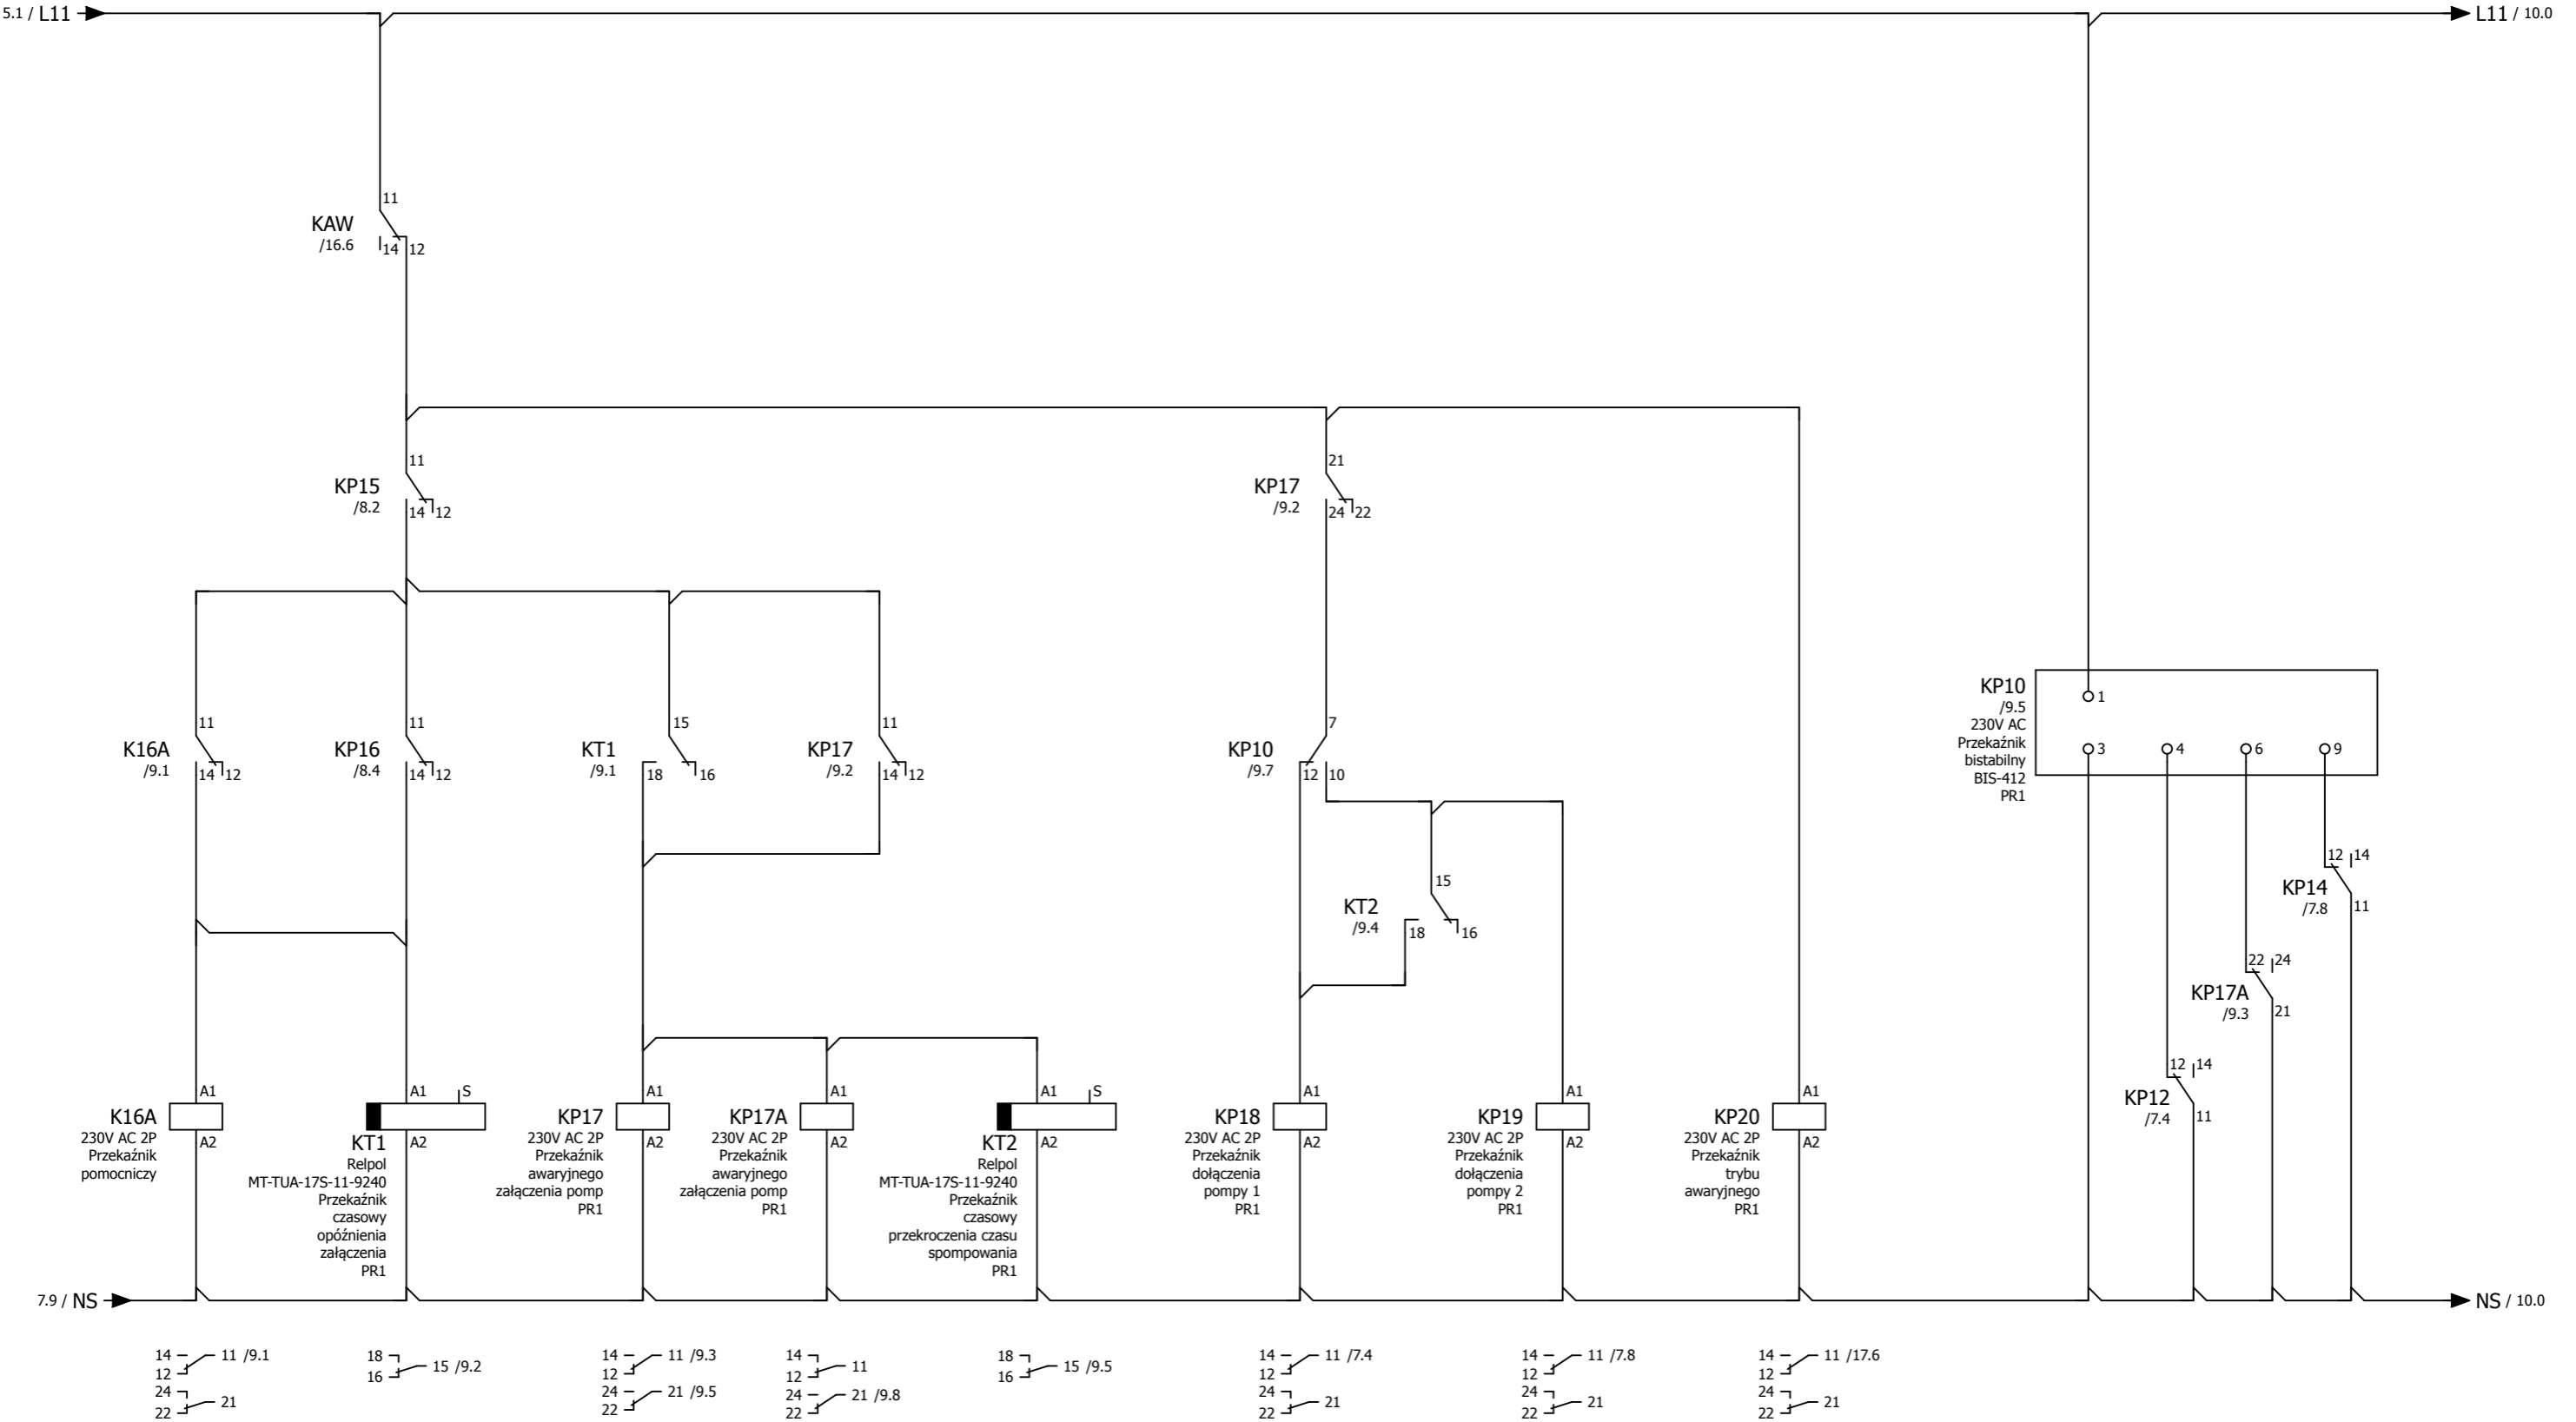 5.1 / L11
L11 / 10.0
11
KAW
/16.6
14 12
11
KP15
/8.2
14 12
21
KP17
/9.2
24 22
11
K16A
/9.1
14 12
11
KP16
/8.4
14 12
15
KT1
/9.1
18 16
11
KP17
/9.2
14 12
7
KP10
/9.7
12 10
15
KT2
/9.4
18 16
KP10
/9.5
230V AC
Przekaźnik
bistabilny
BIS-412
PR1
1
3 4 6 9
12 14
KP14
/7.8
11
22 24
KP17A
/9.3
21
12 14
KP12
/7.4
11
A1
K16A
230V AC 2P
Przekaźnik
pomocniczy
A2
A1 S
KT1
A2
Relpol
MT-TUA-17S-11-9240
Przekaźnik
czasowy
opóźnienia
załączenia
PR1
A1
KP17
230V AC 2P
Przekaźnik
awaryjnego
załączenia pomp
PR1
A2
A1
KP17A
230V AC 2P
Przekaźnik
awaryjnego
załączenia pomp
PR1
A2
A1 S
KT2
A2
Relpol
MT-TUA-17S-11-9240
Przekaźnik
czasowy
przekroczenia czasu
spompowania
PR1
A1
KP18
230V AC 2P
Przekaźnik
dołączenia
pompy 1
PR1
A2
A1
KP19
230V AC 2P
Przekaźnik
dołączenia
pompy 2
PR1
A2
A1
KP20
230V AC 2P
Przekaźnik
trybu
awaryjnego
PR1
A2
7.9 / NS
NS / 10.0
14 11 /9.1
12
24 21
22
18 15 /9.2
16
14 11 /9.3
12
24 21 /9.5
22
14 11
12
24 21 /9.8
22
18 15 /9.5
16
14 11 /7.4
12
24 21
22
14 11 /7.8
12
24 21
22
14 11 /17.6
12
24 21
22